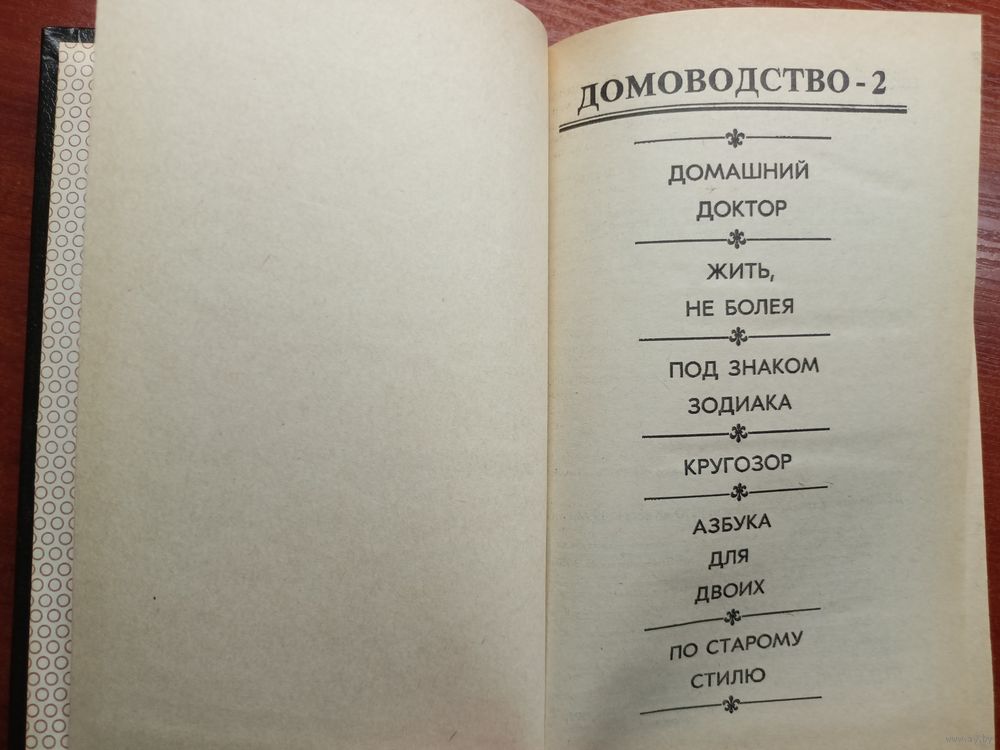 ДОМОВОДСТВО-2
ДОМАШНИЙ
ДОКТОР
ЖИТЬ,
НЕ БОЛЕЯ
ПОД ЗНАКОМ
ЗОДИАКА
КРУГОЗОР
АЗБУКА
ДЛЯ
ДВОИХ
ПО СТАРОМУ
СТИЛЮ